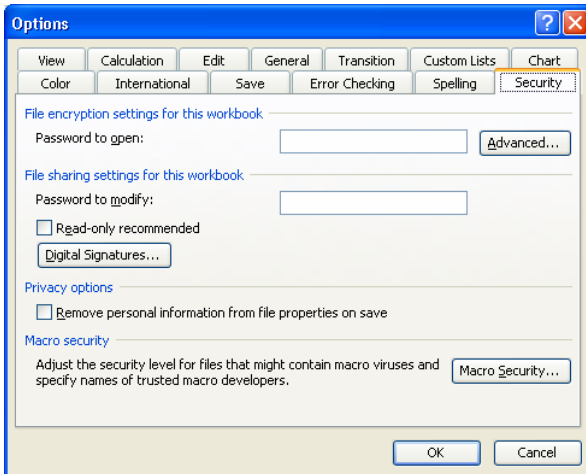 Options
View Calculation Edit General Transition Custom Lists Chart
Color International Save Error Checking Spelling Security
File encryption settings for this workbook
Password to open: Advanced...
File sharing settings for this workbook
Password to modify:
Read-only recommended
Digital Signatures...
Privacy options
Remove personal information from file properties on save
Macro security
Adjust the security level for files that might contain macro viruses and
specify names of trusted macro developers. Macro Security...
OK Cancel